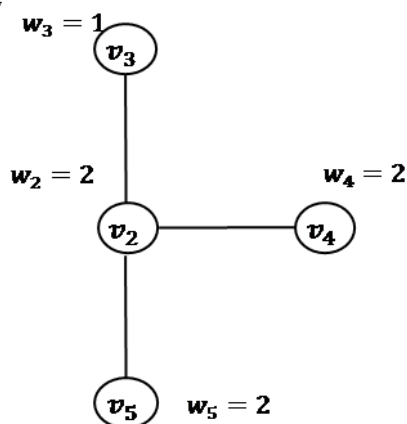 w₃ = 1
v₃
w₂ = 2
w₄ = 2
v₂
v₄
v₅
w₅ = 2